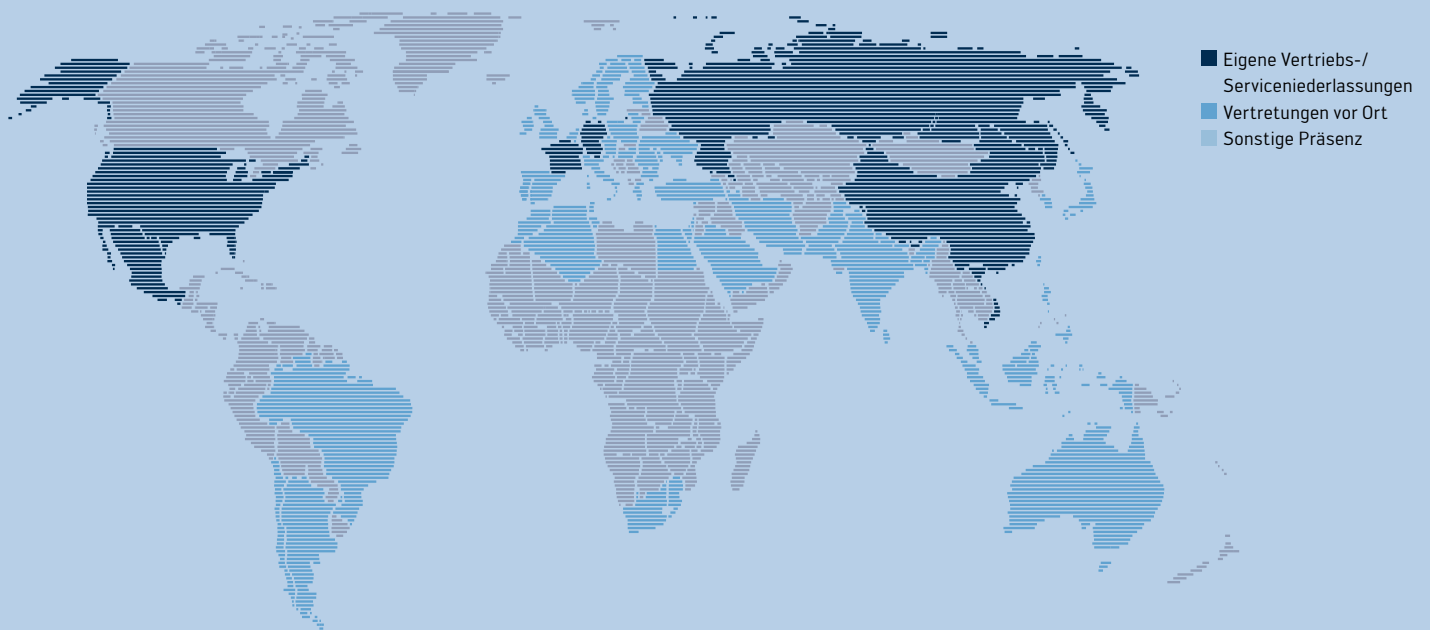 Eigene Vertriebs-/
Serviceniederlassungen
Vertretungen vor Ort
Sonstige Präsenz